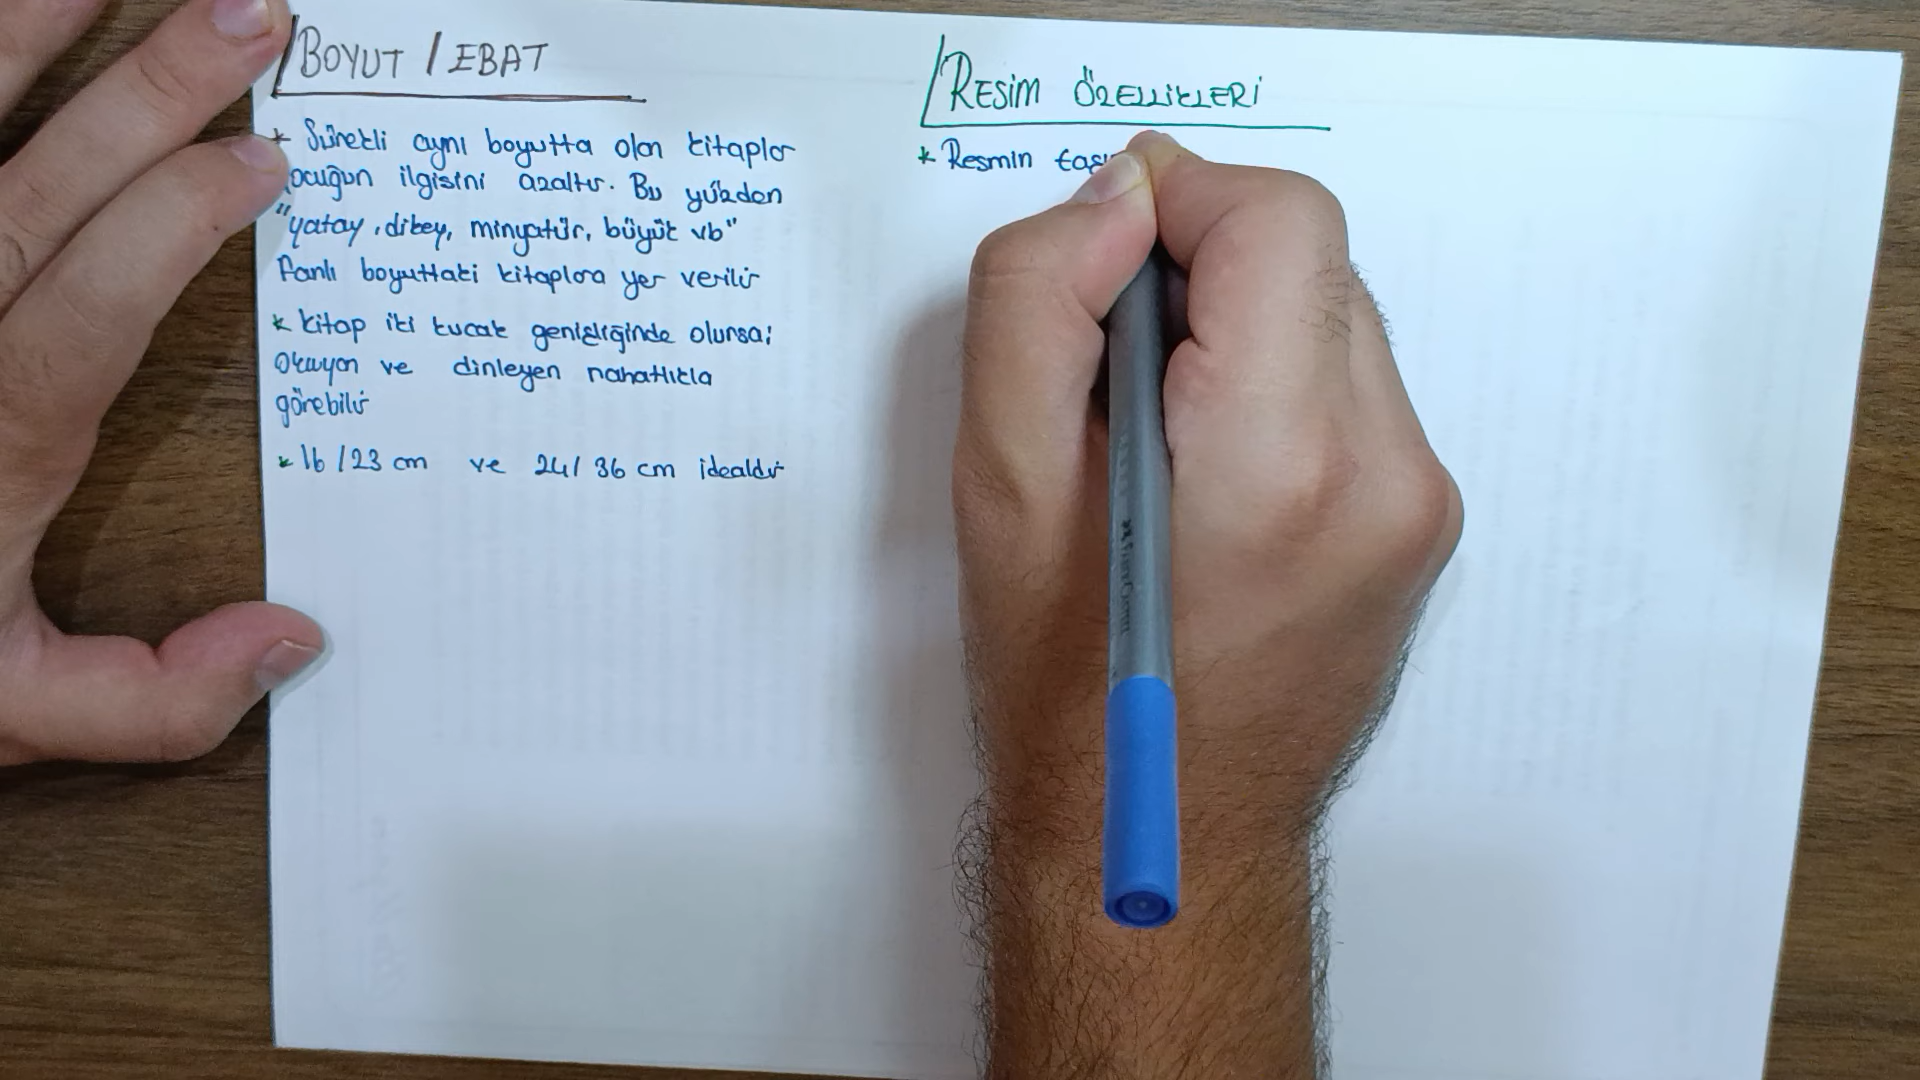 BOYUT / EBAT
* Sürekli aynı boyutta olan kitaplar
çocuğun ilgisini azaltır. Bu yüzden
"yatay, dikey, minyatür, büyük vb"
Farklı boyuttaki kitaplara yer verilir
* Kitap iki kucak genişliğinde olursa;
Okuyan ve dinleyen rahatlıkla
görebilir
* 16/23 cm ve 24/36 cm idealdir
RESİM ÖZELLİKLERİ
* Resmin